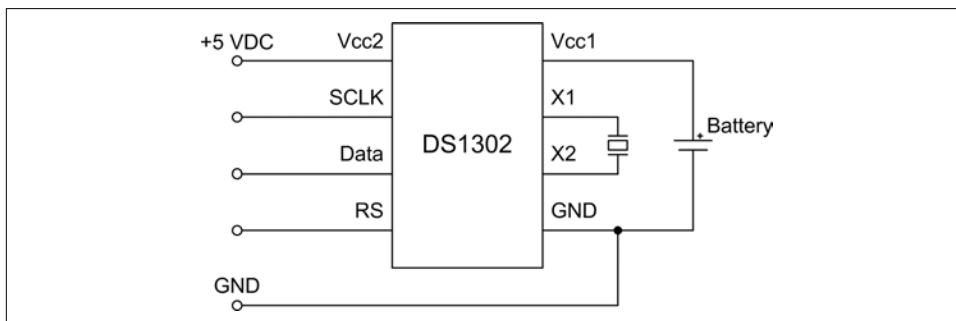 +5 VDC
Vcc2
Vcc1
SCLK
X1
DS1302
Battery
+
Data
X2
RS
GND
GND